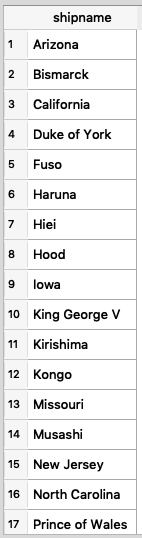 shipname
1 Arizona
2 Bismarck
3 California
4 Duke of York
5 Fuso
6 Haruna
7 Hiei
8 Hood
9 Iowa
10 King George V
11 Kirishima
12 Kongo
13 Missouri
14 Musashi
15 New Jersey
16 North Carolina
17 Prince of Wales